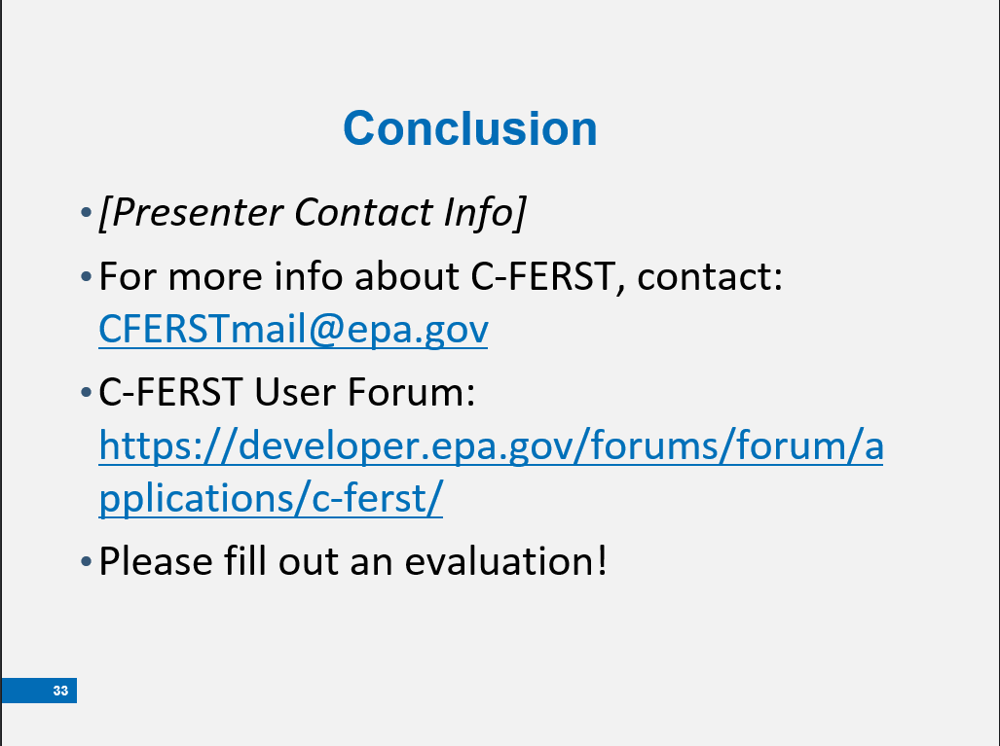 Conclusion
•[Presenter Contact Info]
•For more info about C-FERST, contact:
CFERSTmail@epa.gov
•C-FERST User Forum:
https://developer.epa.gov/forums/forum/a
pplications/c-ferst/
•Please fill out an evaluation!
33